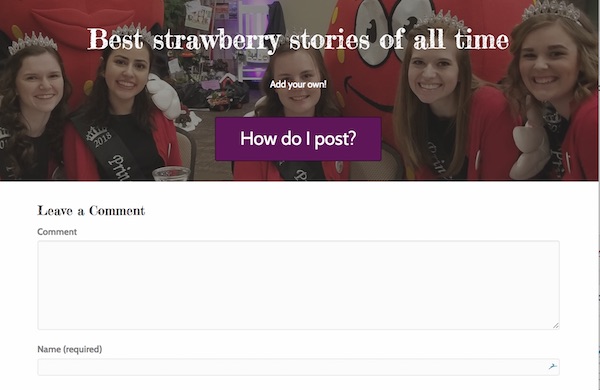 Best strawberry stories of all time
Add your own!
2018
Prin
Prin
How do I post?
Leave a Comment
Comment
Name (required)